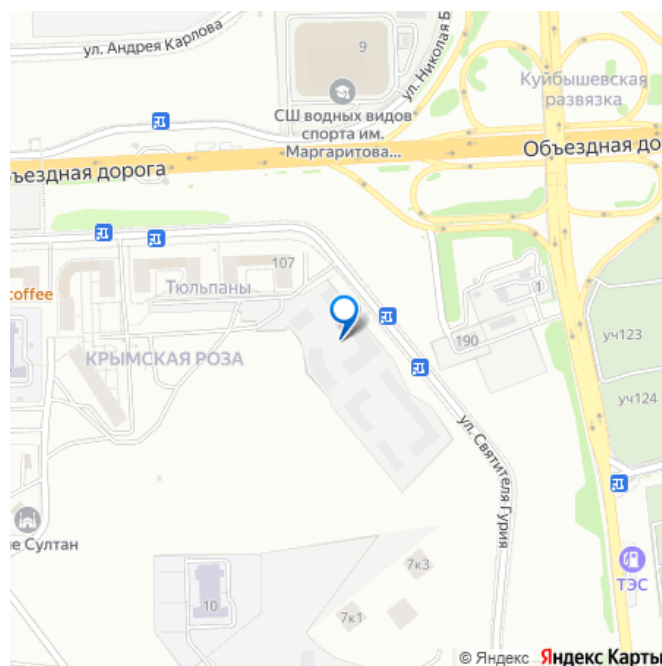 ул. Андрея Карлова
9
ул. Николая Б
Куйбышевская
развязка
СШ водных видов
спорта им.
Маргаритова...
Объездная до
ъездная дорога
107
Тюльпаны
coffee
1
190
уч123
КРЫМСКАЯ РОЗА
уч124
ул. Святителя Гурия
е Султан
7к3
ТЭС
10
7к1
© Яндекс Яндекс Карты